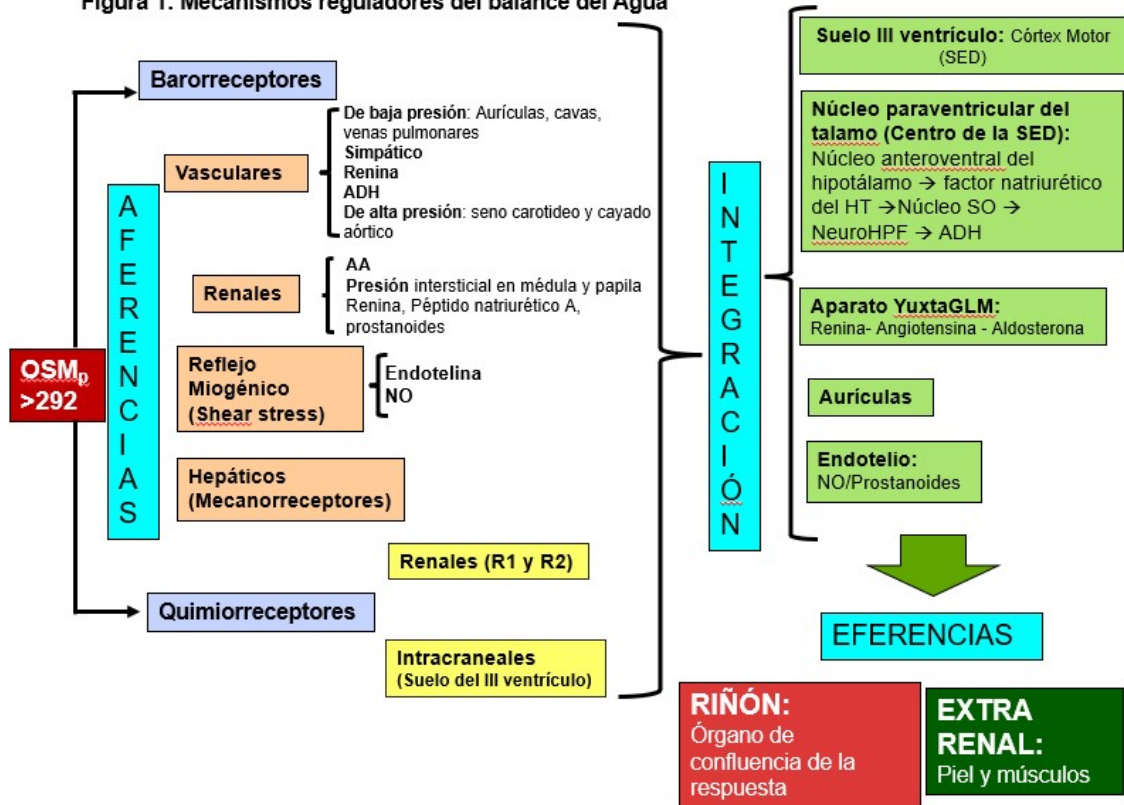 Figura 1. Mecanismos reguladores del balance del Agua
Barorreceptores
Vasculares
De baja presión: Aurículas, cavas,
venas pulmonares
Simpático
Renina
ADH
De alta presión: seno carotideo y cayado
aórtico
Renales
AA
Presión intersticial en médula y papila
Renina, Péptido natriurético A,
prostanoides
OSMp
>292
AFERENCIAS
Reflejo
Miogénico
(Shear stress)
Endotelina
NO
Hepáticos
(Mecanorreceptores)
Renales (R1 y R2)
Quimiorreceptores
Intracraneales
(Suelo del III ventrículo)
INTEGRACIÓN
Suelo III ventrículo: Córtex Motor
(SED)
Núcleo paraventricular del
talamo (Centro de la SED):
Núcleo anteroventral del
hipotálamo → factor natriurético
del HT →Núcleo SO →
NeuroHPF → ADH
Aparato YuxtaGLM:
Renina- Angiotensina - Aldosterona
Aurículas
Endotelio:
NO/Prostanoides
EFERENCIAS
RIÑÓN:
Órgano de
confluencia de la
respuesta
EXTRA
RENAL:
Piel y músculos